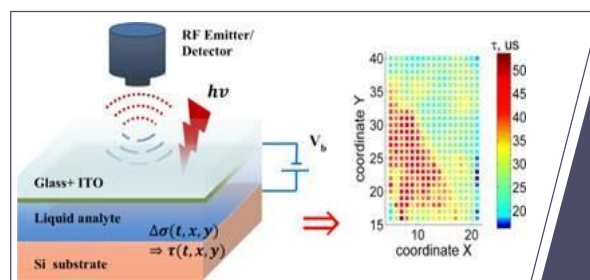 RF Emitter/
Detector
hν
V_b
Glass+ ITO
Liquid analyte
Δσ(t, x, y)
⇒ τ(t, x, y)
Si substrate
⇒
τ, us
coordinate Y
40
35
30
25
20
15
10
20
coordinate X
50
45
40
35
30
25
20